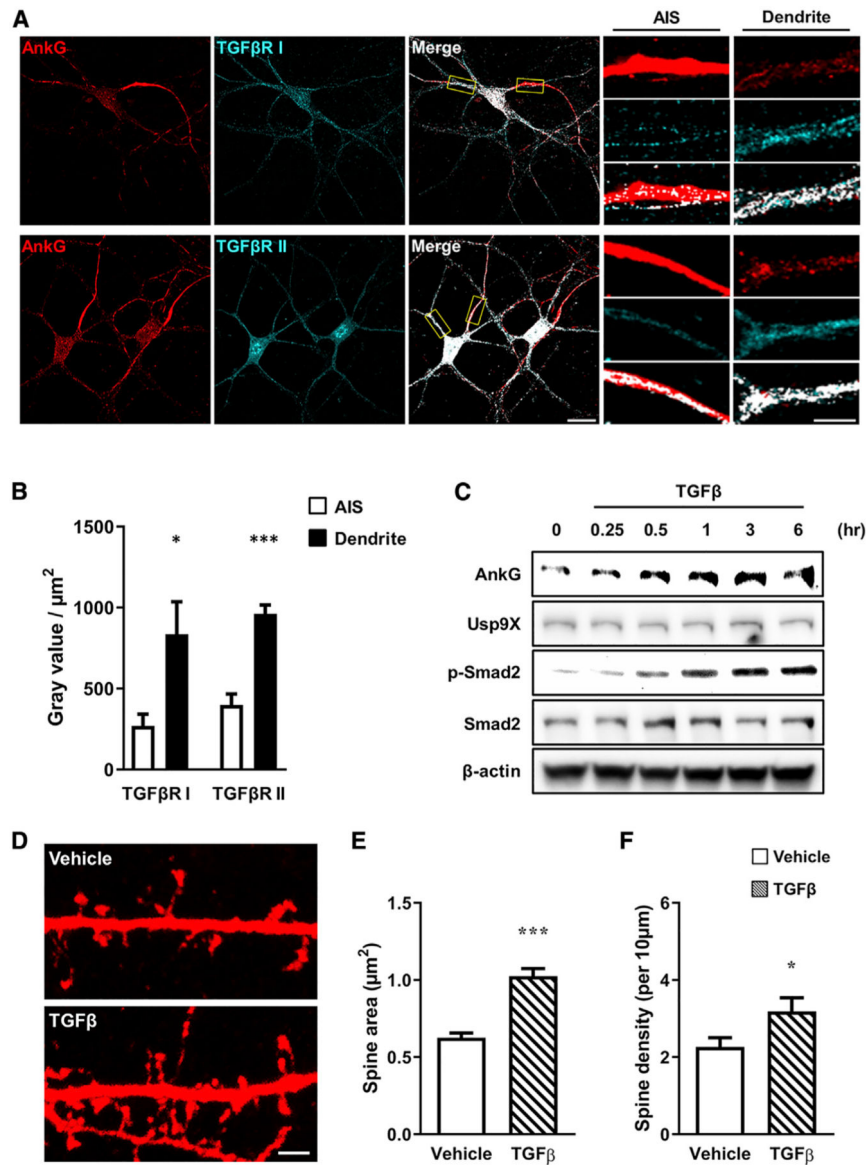 A
AnkG
TGFβR I
Merge
AIS
Dendrite
AnkG
TGFβR II
Merge
B
AIS
Dendrite
1500
1000
500
0
Gray value / µm²
*
***
TGFβR I
TGFβR II
C
TGFβ
0 0.25 0.5 1 3 6 (hr)
AnkG
Usp9X
p-Smad2
Smad2
β-actin
D
Vehicle
TGFβ
E
1.5
1.0
0.5
0.0
Spine area (µm²)
***
Vehicle
TGFβ
F
Vehicle
TGFβ
6
4
2
0
Spine density (per 10µm)
*
Vehicle
TGFβ